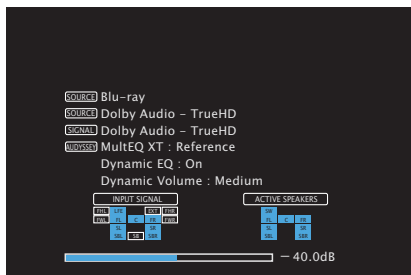 SOURCE Blu-ray
SOURCE Dolby Audio - TrueHD
SIGNAL Dolby Audio - TrueHD
AUDYSSEY MultEQ XT : Reference
Dynamic EQ : On
Dynamic Volume : Medium
INPUT SIGNAL ACTIVE SPEAKERS
FHL LFE EXT FHR SW
FWL FL C FR FWR FL C FR
SL SR SL SR
SBL SB SBR SBL SBR
- 40.0dB